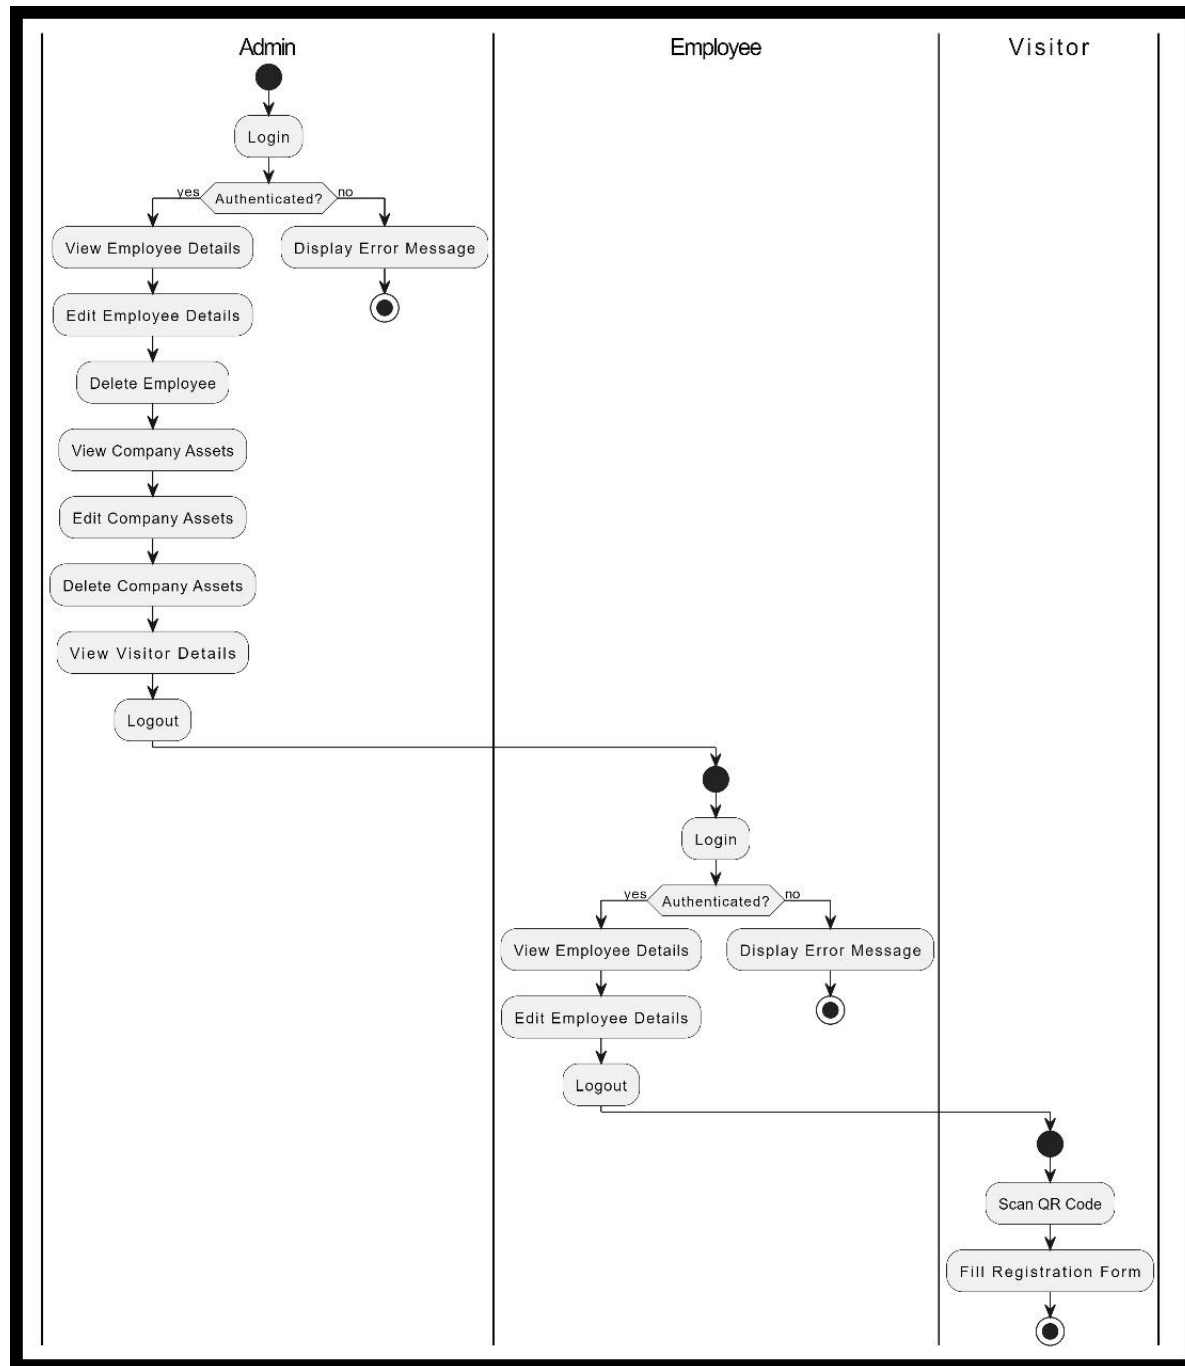 Admin
Employee
Visitor
Login
yes
Authenticated?
no
View Employee Details
Display Error Message
Edit Employee Details
Delete Employee
View Company Assets
Edit Company Assets
Delete Company Assets
View Visitor Details
Logout
Login
yes
Authenticated?
no
View Employee Details
Display Error Message
Edit Employee Details
Logout
Scan QR Code
Fill Registration Form